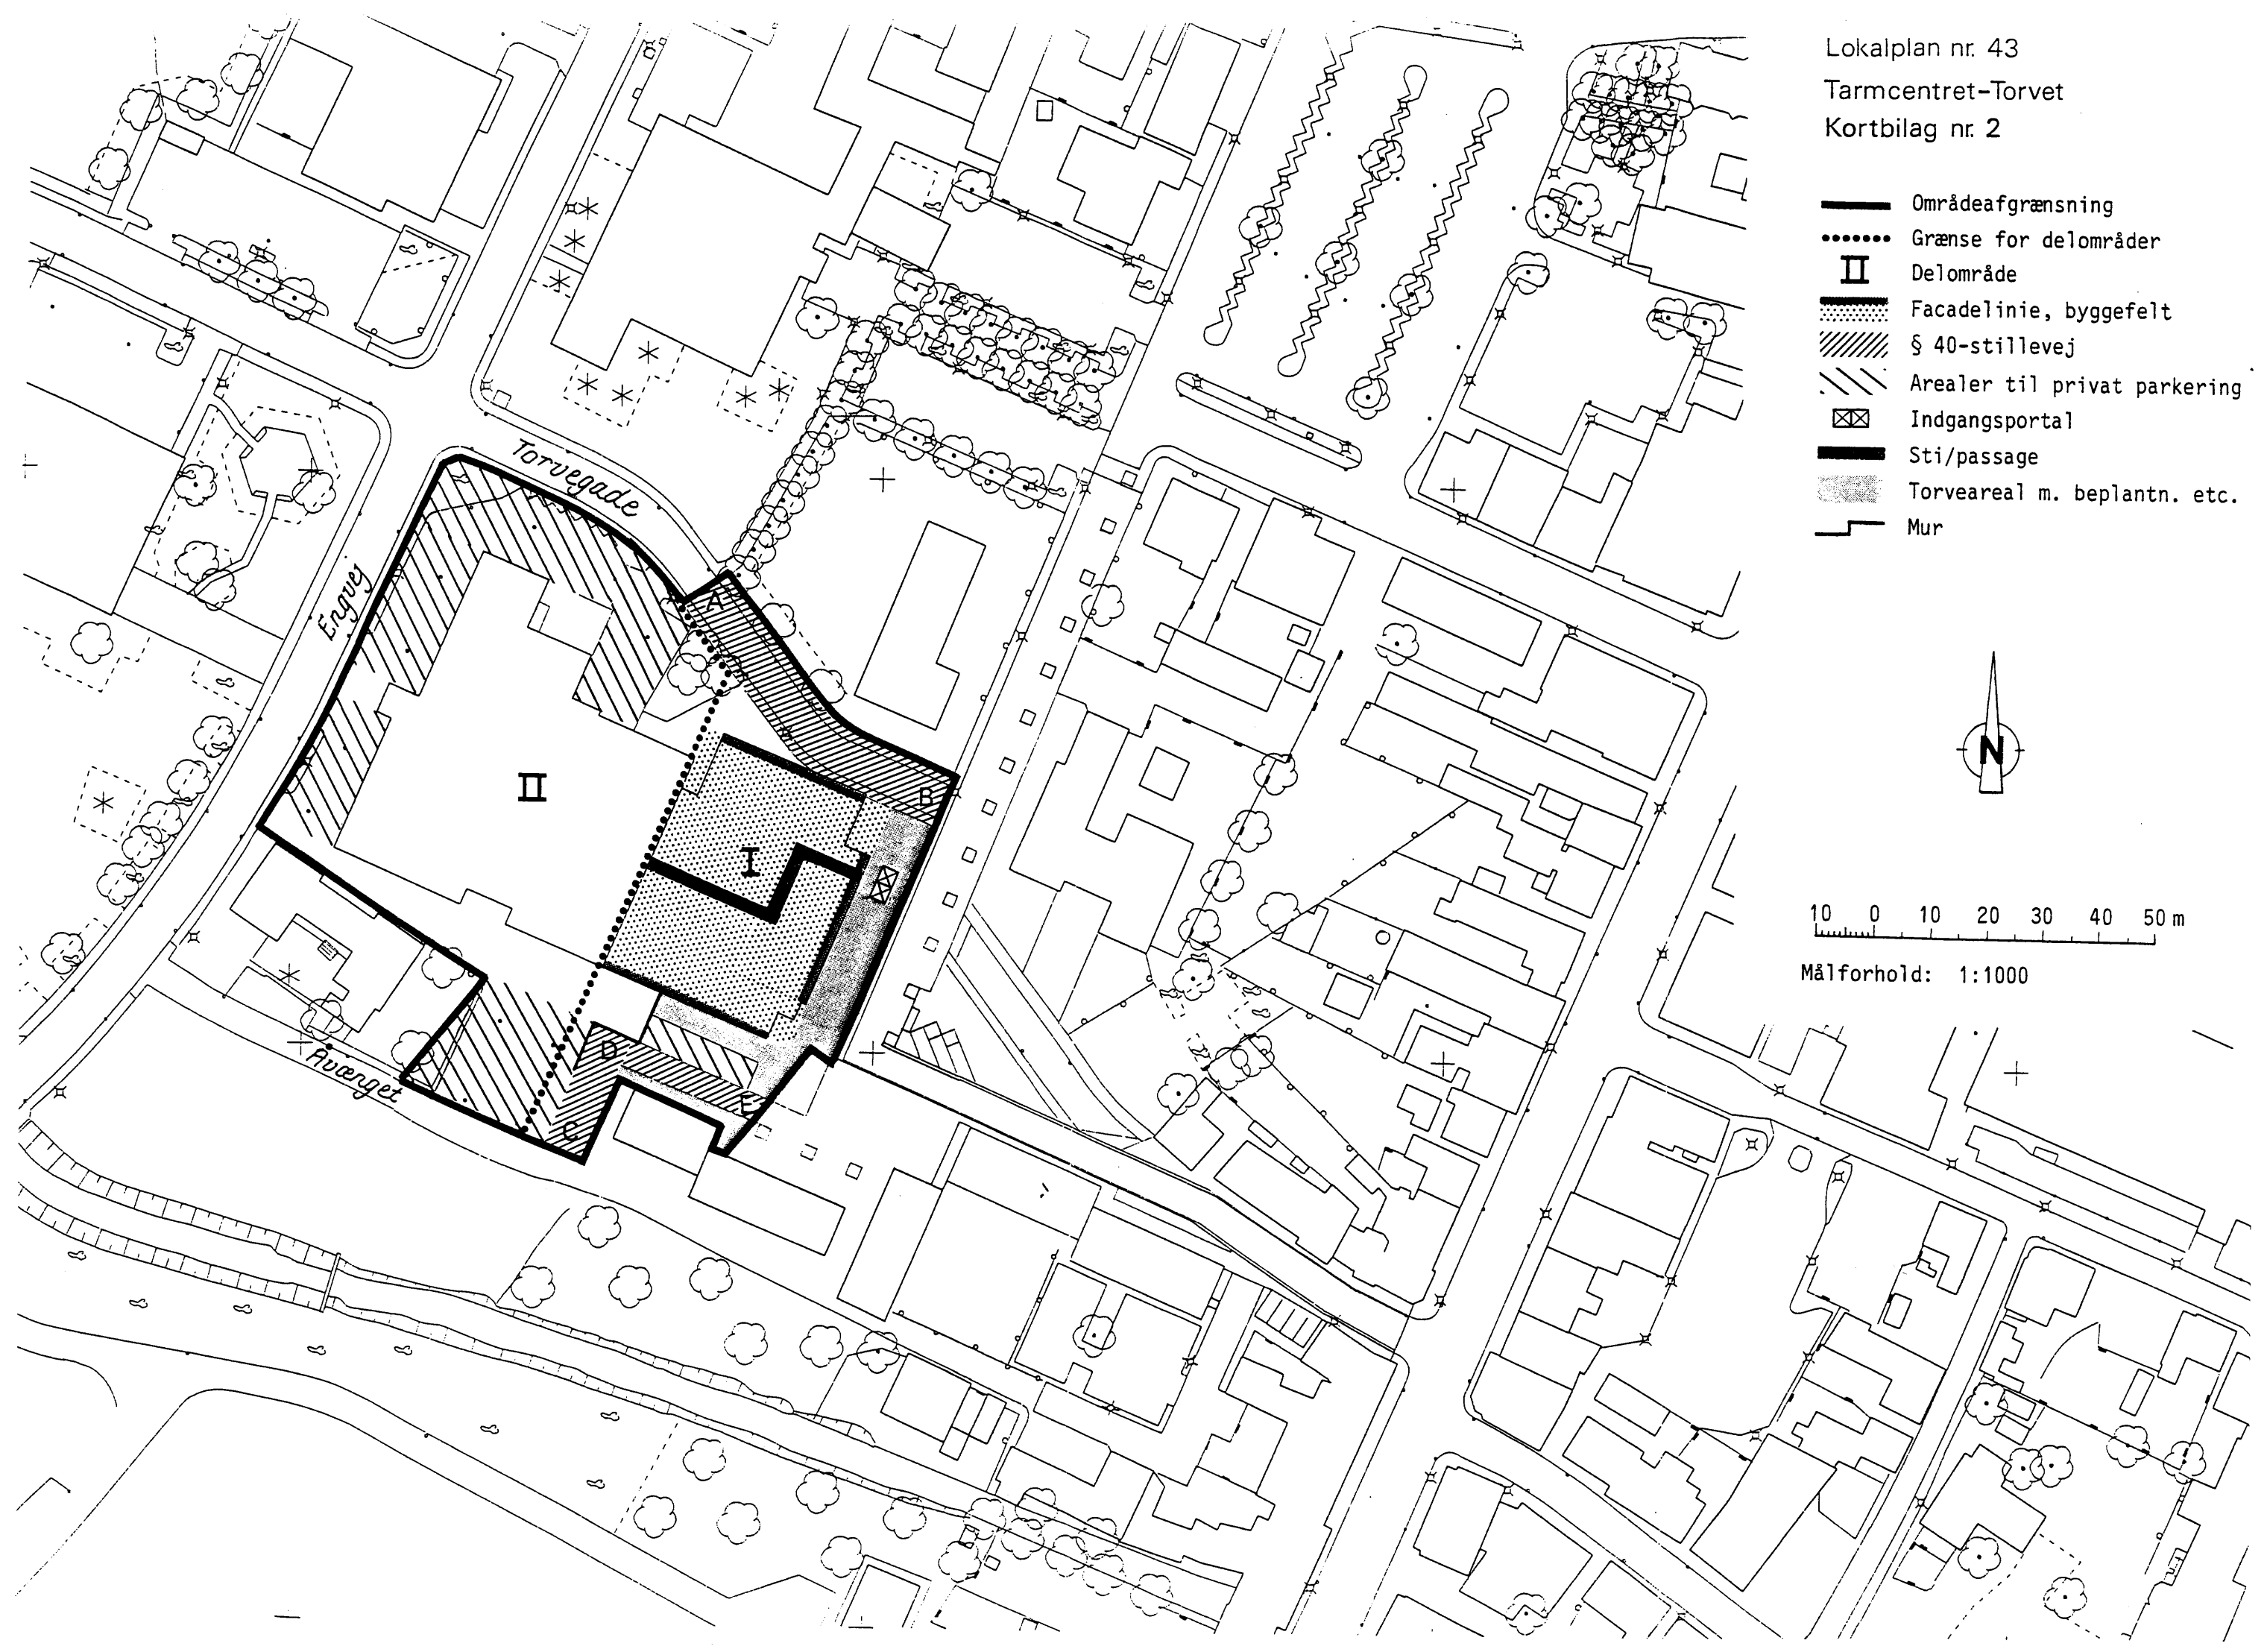 Lokalplan nr. 43
Tarmcentret-Torvet
Kortbilag nr. 2
Områdeafgrænsning
Grænse for delområder
II Delområde
Facadelinie, byggefelt
§ 40-stillevej
Arealer til privat parkering
Indgangsportal
Sti/passage
Torveareal m. beplantn. etc.
Mur
Torvegade
Engvej
A
B
II
I
N
10 0 10 20 30 40 50 m
Målforhold: 1:1000
D
Åværget
E
C